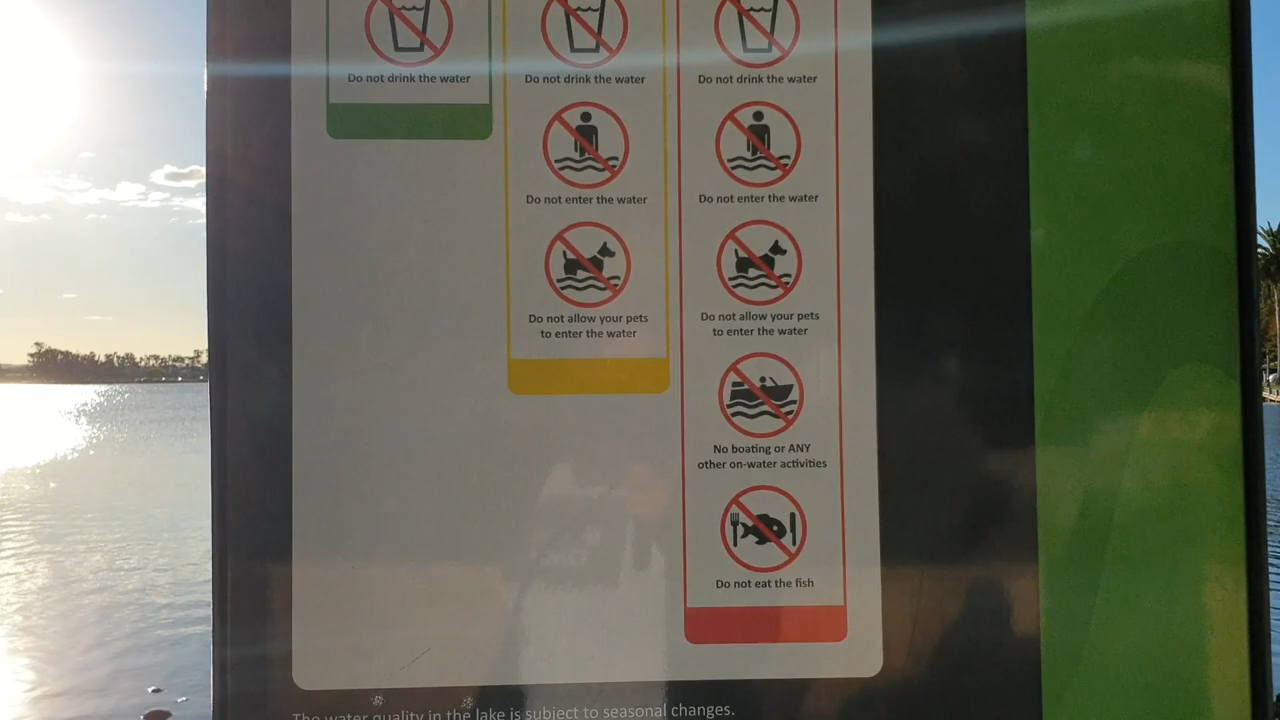 Do not drink the water
Do not drink the water
Do not drink the water
Do not enter the water
Do not enter the water
Do not allow your pets
to enter the water
Do not allow your pets
to enter the water
No boating or ANY
other on-water activities
Do not eat the fish
The water quality in the lake is subject to seasonal changes.